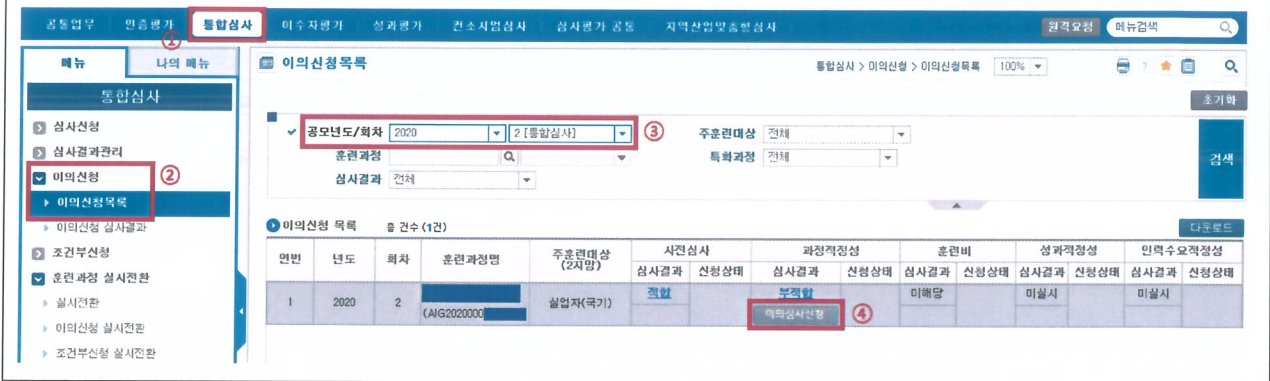 공통업무 인증평가 통합심사 이수자평가 성과평가 컨소시엄심사 심사평가 공통 지역산업맞춤형심사 원격요청 메뉴검색
①
메뉴 나의 메뉴
이의신청목록
통합심사 > 이의신청 > 이의신청목록 100%
통합심사
초기화
심사신청
심사결과관리
이의신청 ②
이의신청목록
이의신청 심사결과
조건부신청
훈련과정 실시전환
실시전환
이의신청 실시전환
조건부신청 실시전환
공모년도/회차 2020 2 [통합심사] ③ 주훈련대상 전체
훈련과정 특화과정 전체
심사결과 전체
검색
이의신청 목록 총 건수 (1건) 다운로드
연번 년도 회차 훈련과정명 주훈련대상 (2지망) 사전심사 과정적정성 훈련비 성과적정성 인력수요적정성
심사결과 신청상태 심사결과 신청상태 심사결과 신청상태 심사결과 신청상태 심사결과 신청상태
1 2020 2 (AIG2020000 실업자(국기) 적합 부적합 미해당 미실시 미실시
이의심사신청 ④